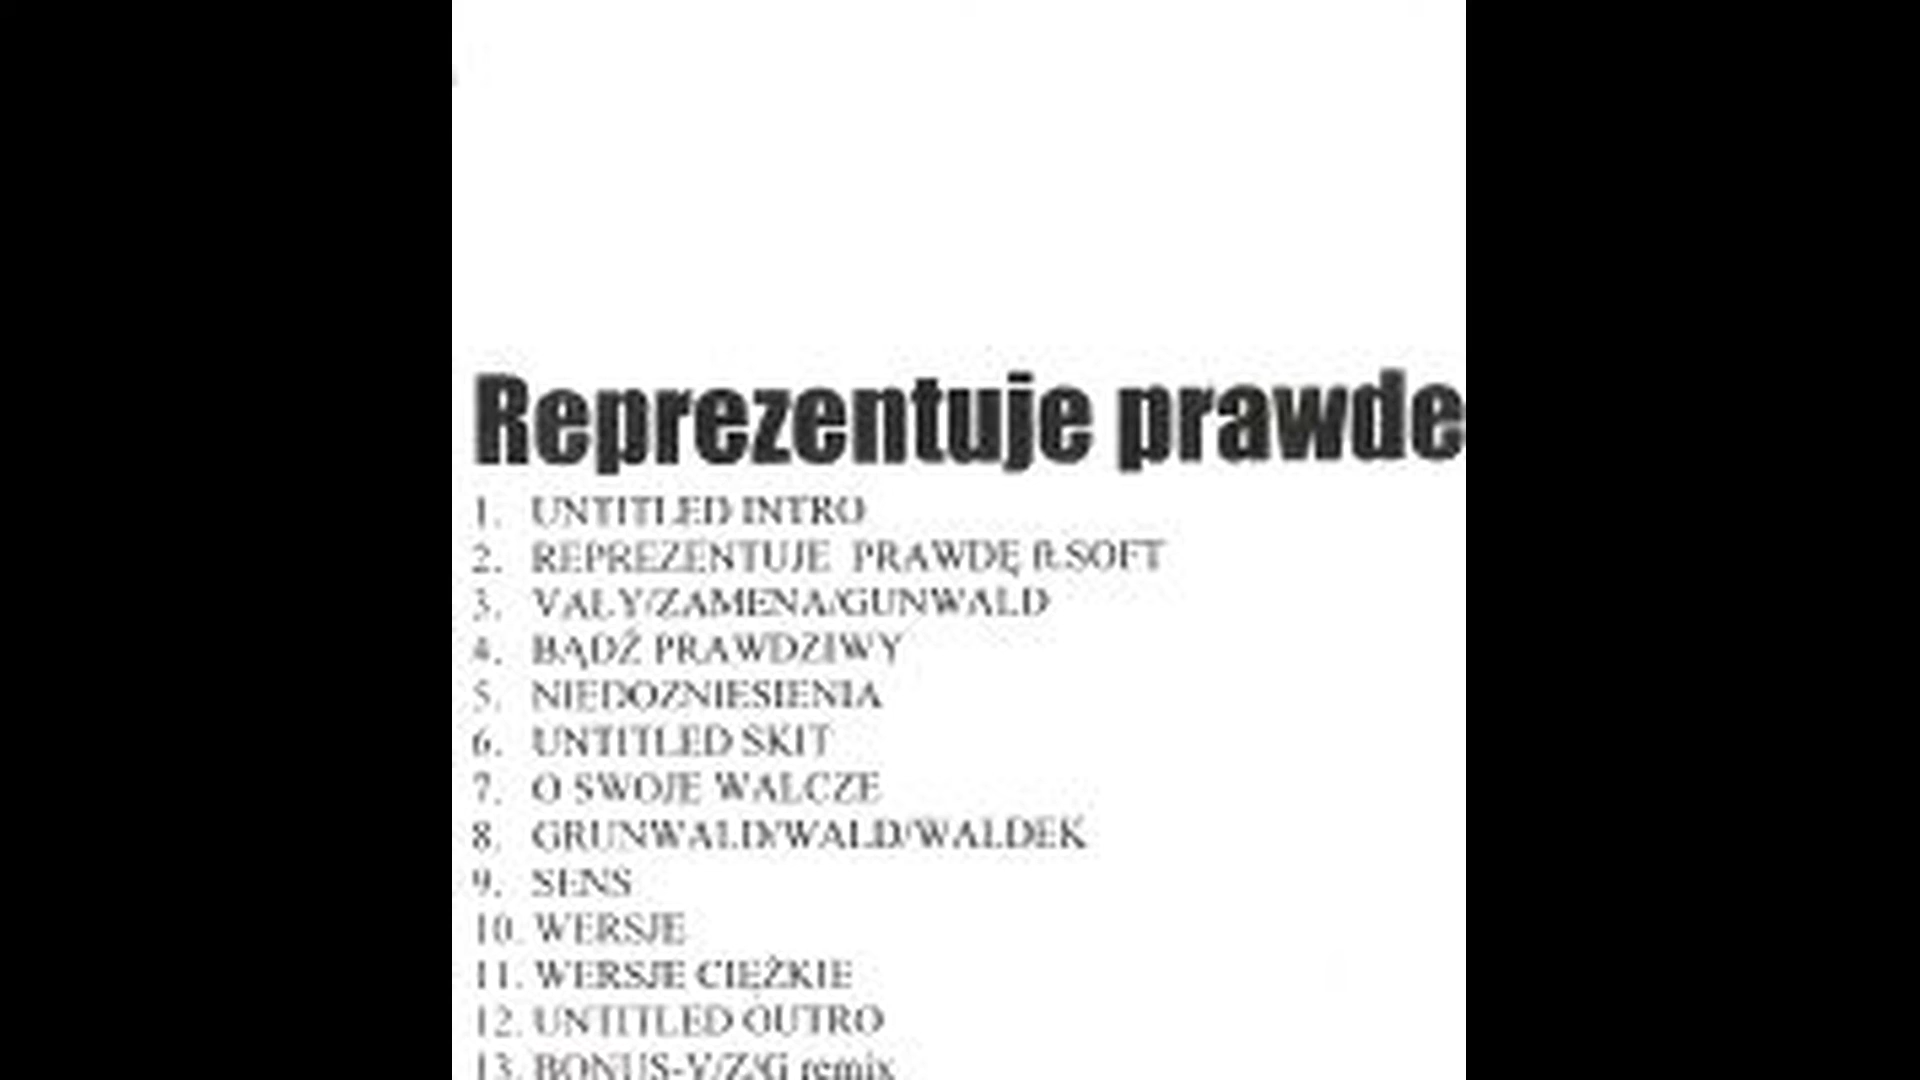 Reprezentuje prawde
1. UNTITLED INTRO
2. REPREZENTUJE PRAWDĘ ft.SOFT
3. VAŁY/ZAMENA/GUNWALD
4. BĄDŹ PRAWDZIWY
5. NIEDOZNIESIENIA
6. UNTITLED SKIT
7. O SWOJE WALCZE
8. GRUNWALD/WALD/WALDEK
9. SENS
10. WERSJE
11. WERSJE CIĘŻKIE
12. UNTITLED OUTRO
13. BONUS-V/Z/G remix